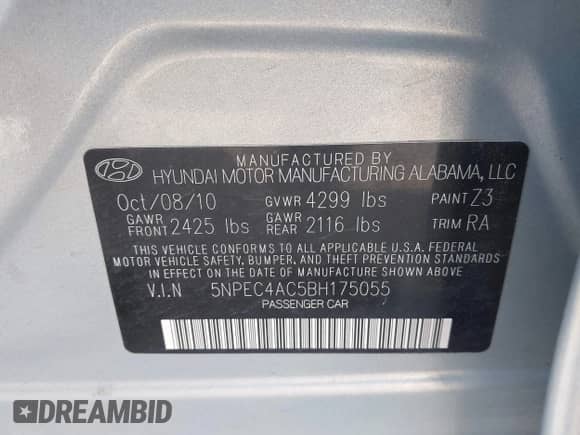 MANUFACTURED BY
HYUNDAI MOTOR MANUFACTURING ALABAMA, LLC
Oct/08/10 GVWR 4299 lbs PAINT Z3
GAWR FRONT 2425 lbs GAWR REAR 2116 lbs TRIM RA
THIS VEHICLE CONFORMS TO ALL APPLICABLE U.S.A. FEDERAL
MOTOR VEHICLE SAFETY, BUMPER, AND THEFT PREVENTION STANDARDS
IN EFFECT ON THE DATE OF MANUFACTURE SHOWN ABOVE.
V.I.N 5NPEC4AC5BH175055
PASSENGER CAR
DREAMBID